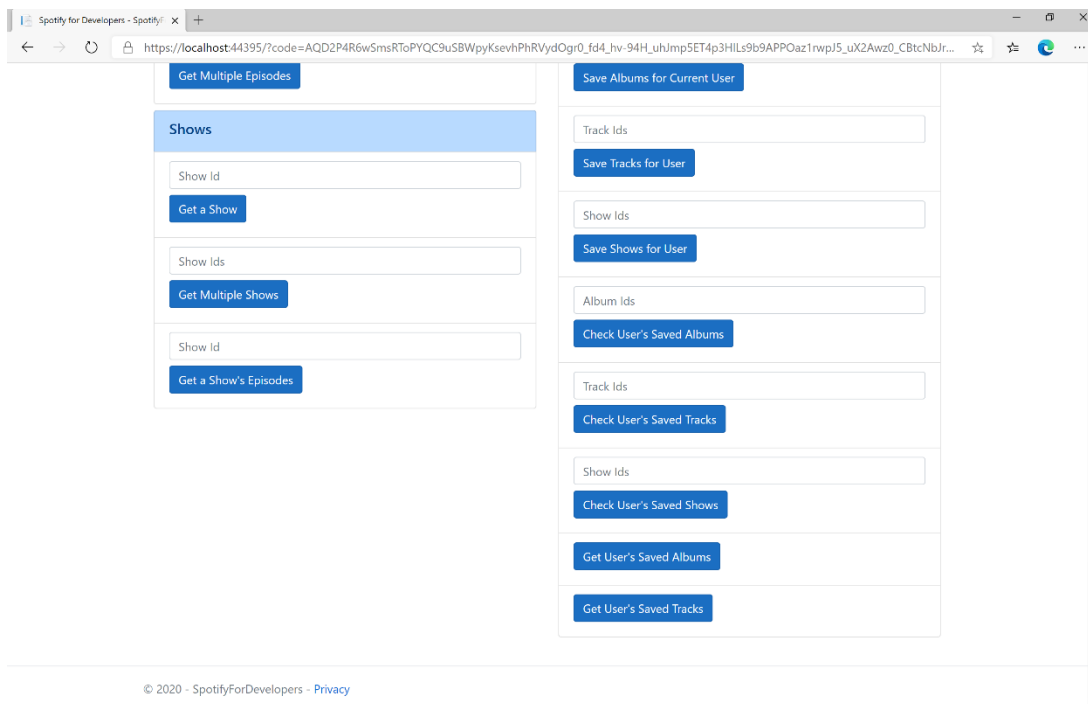 Spotify for Developers - Spotify
https://localhost:44395/?code=AQD2P4R6wSmsRToPYQC9uSBWpyKsevhPhRVydOgr0_fd4_hv-94H_uhJmp5ET4p3HILs9b9APPOaz1rwpJ5_uX2Awz0_CBtcNbJr...
Get Multiple Episodes
Shows
Show Id
Get a Show
Show Ids
Get Multiple Shows
Show Id
Get a Show's Episodes
Save Albums for Current User
Track Ids
Save Tracks for User
Show Ids
Save Shows for User
Album Ids
Check User's Saved Albums
Track Ids
Check User's Saved Tracks
Show Ids
Check User's Saved Shows
Get User's Saved Albums
Get User's Saved Tracks
© 2020 - SpotifyForDevelopers - Privacy